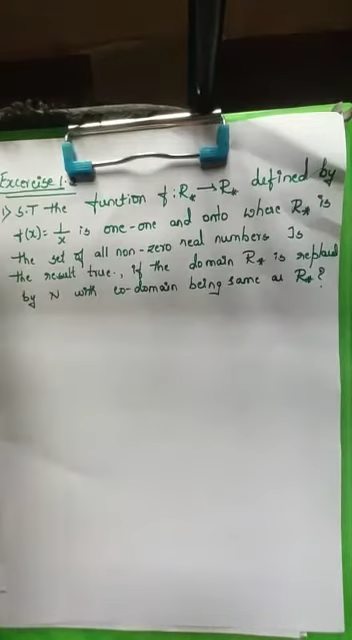 Excercise 1.
1) S.T the function f: R* → R* defined by
f(x) = 1/x is one-one and onto where R* is
the set of all non-zero real numbers Is
the result true., if the domain R* is replaced
by N with co-domain being same as R*?